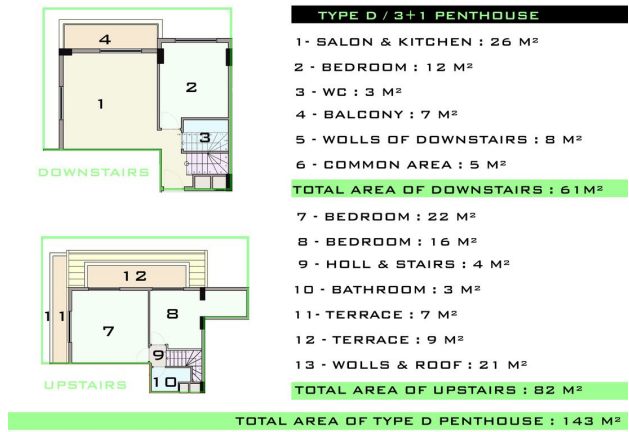 TYPE D / 3+1 PENTHOUSE
1- SALON & KITCHEN : 26 M²
2 - BEDROOM : 12 M²
3 - WC : 3 M²
4 - BALCONY : 7 M²
5 - WOLLS OF DOWNSTAIRS : 8 M²
6 - COMMON AREA : 5 M²
TOTAL AREA OF DOWNSTAIRS : 61M²
4
1
2
3
DOWNSTAIRS
7 - BEDROOM : 22 M²
8 - BEDROOM : 16 M²
9 - HOLL & STAIRS : 4 M²
10 - BATHROOM : 3 M²
11- TERRACE : 7 M²
12 - TERRACE : 9 M²
13 - WOLLS & ROOF : 21 M²
TOTAL AREA OF UPSTAIRS : 82 M²
12
11
7
8
9
10
UPSTAIRS
TOTAL AREA OF TYPE D PENTHOUSE : 143 M²